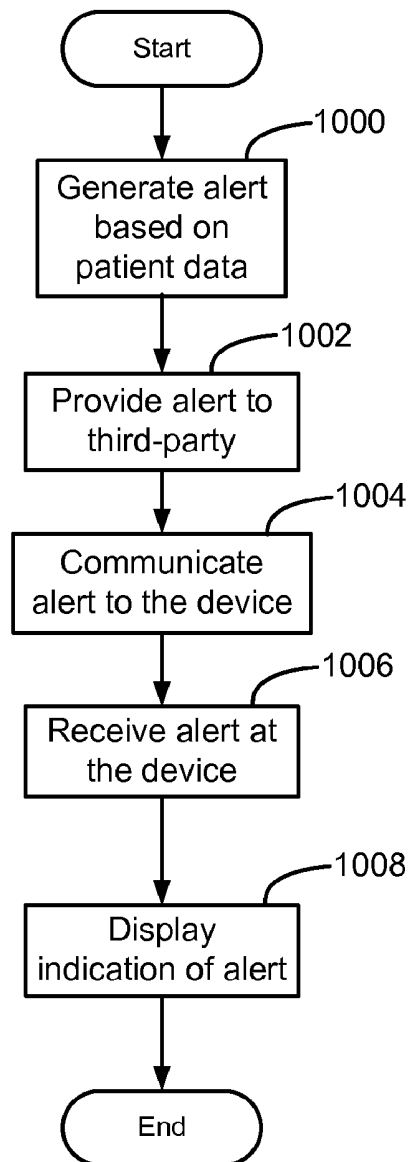 Start
1000
Generate alert
based on
patient data
1002
Provide alert to
third-party
1004
Communicate
alert to the device
1006
Receive alert at
the device
1008
Display
indication of alert
End